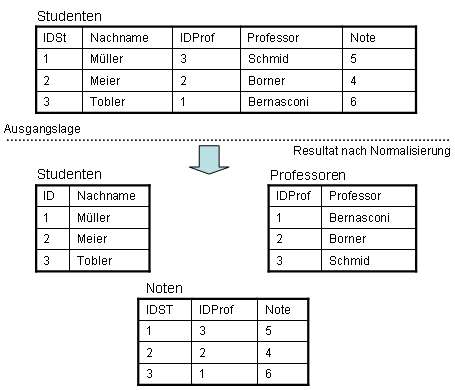 Studenten
IDSt Nachname IDProf Professor Note
1 Müller 3 Schmid 5
2 Meier 2 Borner 4
3 Tobler 1 Bernasconi 6
Ausgangslage
Resultat nach Normalisierung
Studenten
ID Nachname
1 Müller
2 Meier
3 Tobler
Professoren
IDProf Professor
1 Bernasconi
2 Borner
3 Schmid
Noten
IDST IDProf Note
1 3 5
2 2 4
3 1 6